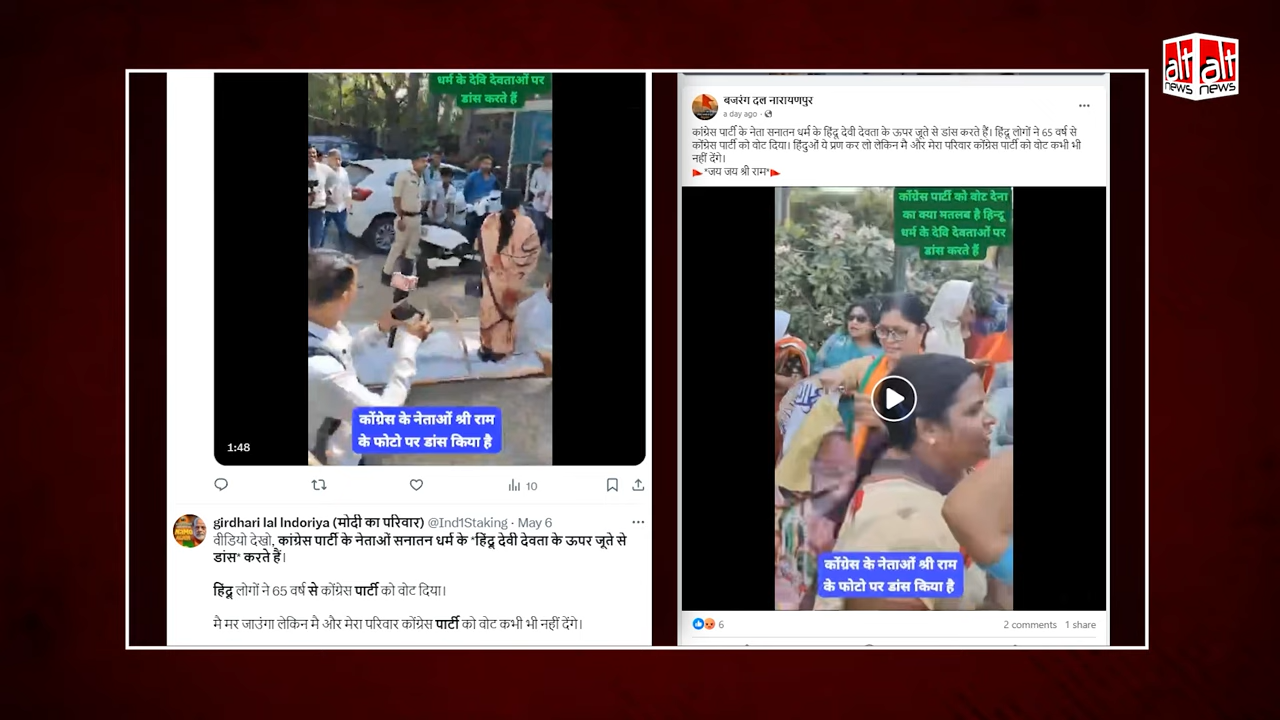 धर्म के देवि देवताओं पर
डांस करते हैं
कोंग्रेस के नेताओं श्री राम
के फोटो पर डांस किया है
1:48
10
girdhari lal Indoriya (मोदी का परिवार) @Ind1Staking · May 6
वीडियो देखो, कांग्रेस पार्टी के नेताओं सनातन धर्म के *हिंदू देवी देवता के ऊपर जूते से
डांस* करते हैं।
हिंदू लोगों ने 65 वर्ष से कोंग्रेस पार्टी को वोट दिया।
मै मर जाउंगा लेकिन मै और मेरा परिवार कोंग्रेस पार्टी को वोट कभी भी नहीं देंगे।
बजरंग दल नारायणपुर
a day ago
कांग्रेस पार्टी के नेता सनातन धर्म के हिंदू देवी देवता के ऊपर जूते से डांस करते हैं। हिंदू लोगों ने 65 वर्ष से
कोंग्रेस पार्टी को वोट दिया। हिंदुओं ये प्रण कर लो लेकिन मै और मेरा परिवार कोंग्रेस पार्टी को वोट कभी भी
नहीं देंगे।
*जय जय श्री राम*
कोंग्रेस पार्टी को वोट देना
का क्या मतलब है हिन्दू
धर्म के देवि देवताओं पर
डांस करते हैं
कोंग्रेस के नेताओं श्री राम
के फोटो पर डांस किया है
6
2 comments 1 share
alt alt
news news